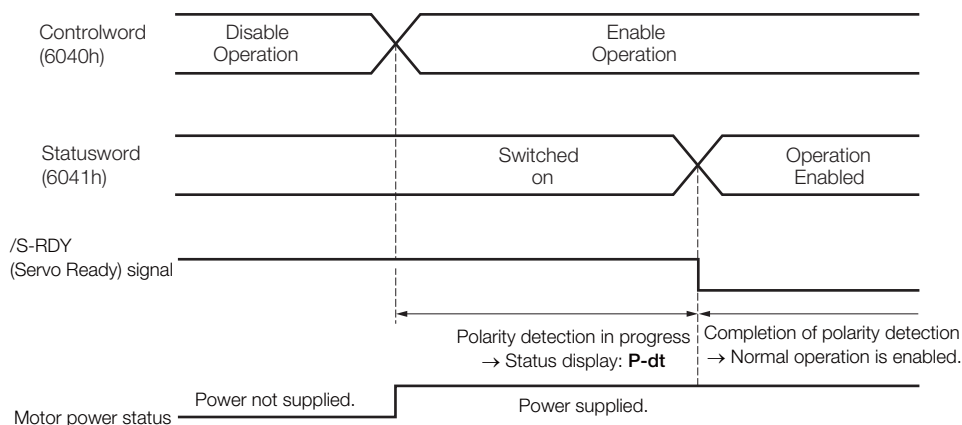 Controlword
(6040h)
Disable
Operation
Enable
Operation
Statusword
(6041h)
Switched
on
Operation
Enabled
/S-RDY
(Servo Ready) signal
Polarity detection in progress
→ Status display: P-dt
Completion of polarity detection
→ Normal operation is enabled.
Motor power status
Power not supplied.
Power supplied.